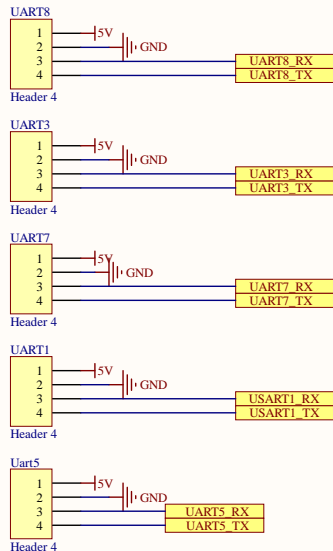 UART8
1 5V
2 GND
3 UART8_RX
4 UART8_TX
Header 4
UART3
1 5V
2 GND
3 UART3_RX
4 UART3_TX
Header 4
UART7
1 5V
2 GND
3 UART7_RX
4 UART7_TX
Header 4
UART1
1 5V
2 GND
3 USART1_RX
4 USART1_TX
Header 4
Uart5
1 5V
2 GND
3 UART5_RX
4 UART5_TX
Header 4